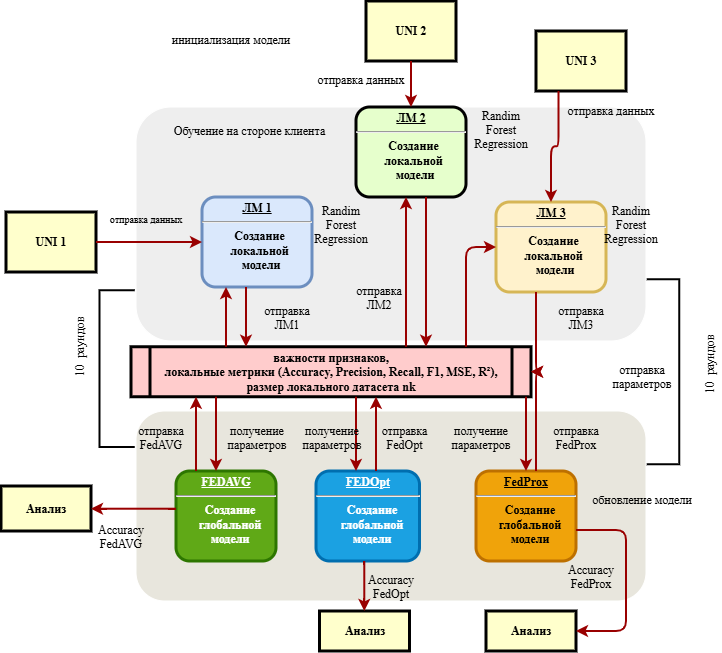 UNI 2
инициализация модели
UNI 3
отправка данных
отправка данных
Обучение на стороне клиента
ЛМ 2
Создание
локальной
модели
Randim
Forest
Regression
ЛМ 1
Создание
локальной
модели
Randim
Forest
Regression
ЛМ 3
Создание
локальной
модели
Randim
Forest
Regression
UNI 1
отправка данных
отправка
ЛМ1
отправка
ЛМ2
отправка
ЛМ3
10 раундов
10 раундов
важности признаков,
локальные метрики (Accuracy, Precision, Recall, F1, MSE, R²),
размер локального датасета nk
отправка
параметров
отправка
FedAVG
получение
параметров
получение
параметров
отправка
FedOpt
получение
параметров
отправка
FedProx
FEDAVG
Создание
глобальной
модели
FEDOpt
Создание
глобальной
модели
FedProx
Создание
глобальной
модели
обновление модели
Анализ
Accuracy
FedAVG
Accuracy
FedOpt
Accuracy
FedProx
Анализ
Анализ